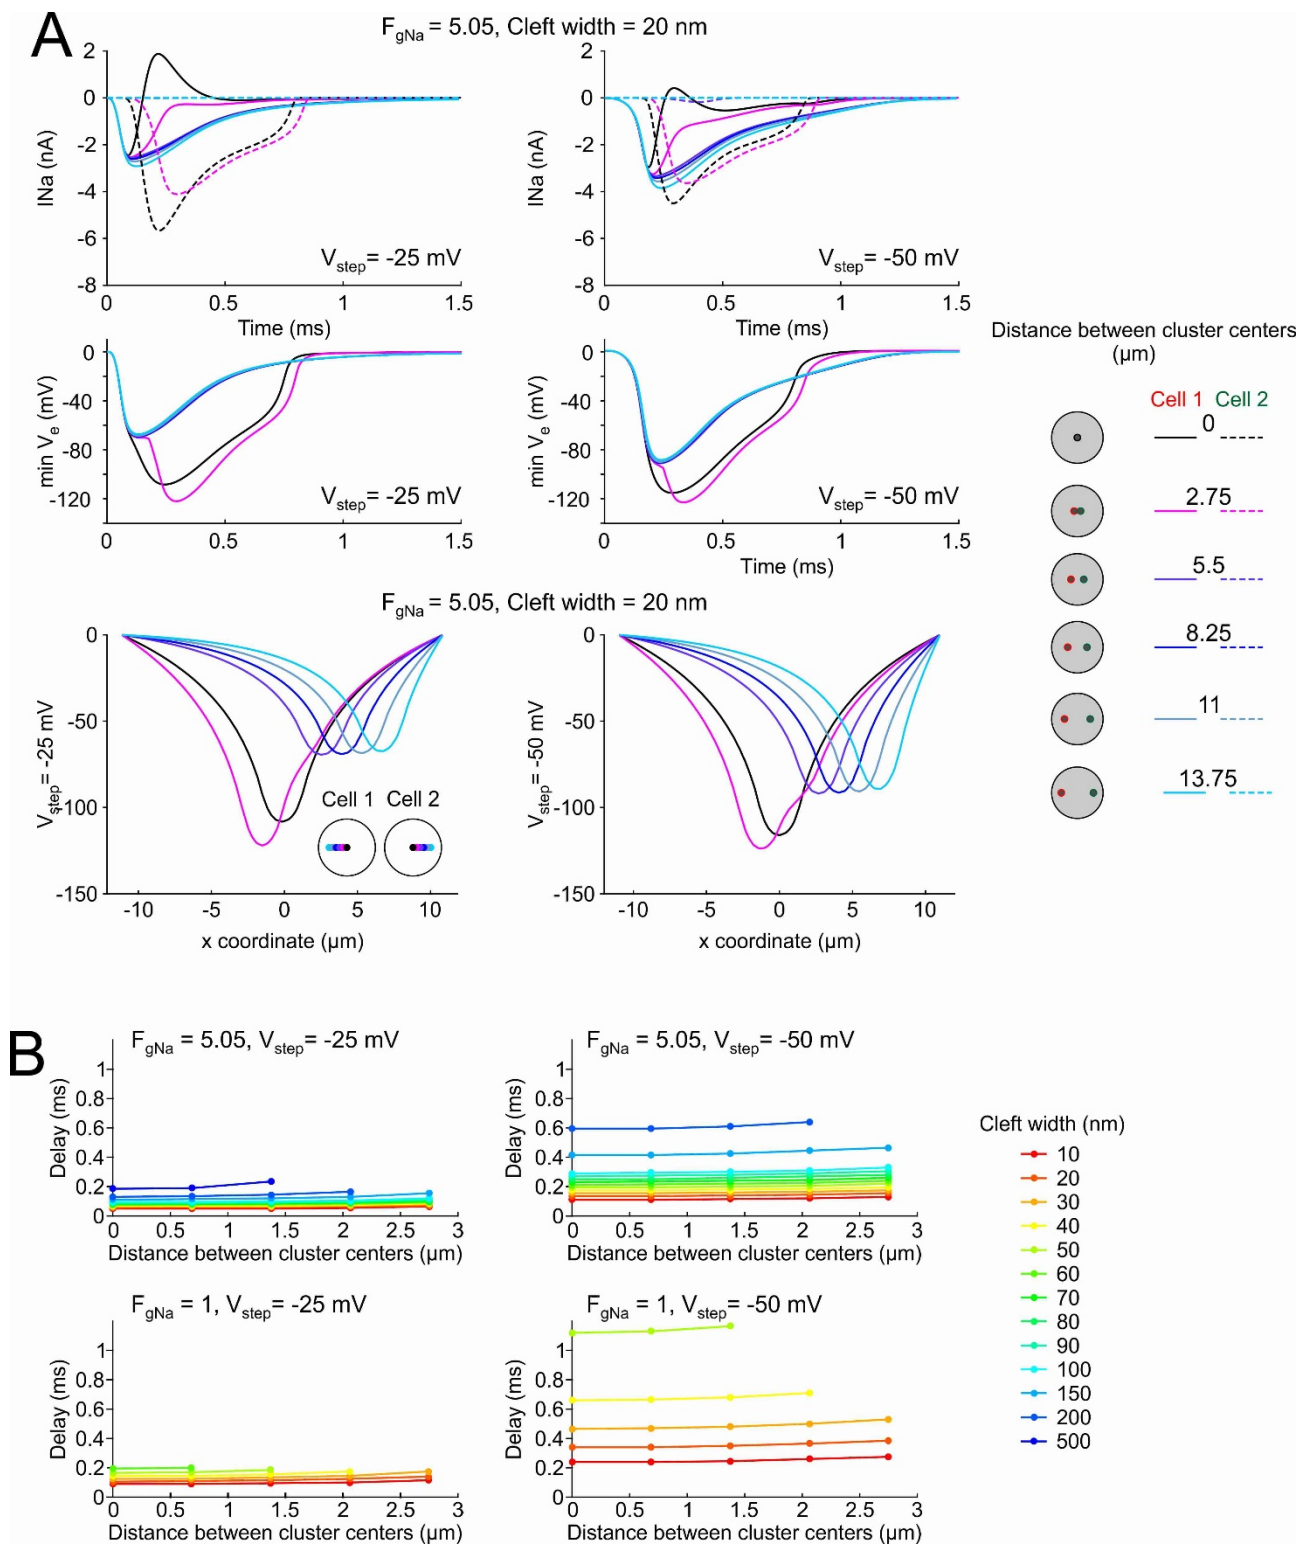 A
F_gNa = 5.05, Cleft width = 20 nm
INa (nA)
2
0
-2
-4
-6
-8
V_step = -25 mV
0 0.5 1 1.5
Time (ms)
INa (nA)
2
0
-2
-4
-6
-8
V_step = -50 mV
0 0.5 1 1.5
Time (ms)
min V_e (mV)
0
-40
-80
-120
V_step = -25 mV
0 0.5 1 1.5
min V_e (mV)
0
-40
-80
-120
V_step = -50 mV
0 0.5 1 1.5
Time (ms)
Distance between cluster centers
(µm)
Cell 1 Cell 2
0
2.75
5.5
8.25
11
13.75
F_gNa = 5.05, Cleft width = 20 nm
V_step = -25 mV
0
-50
-100
-150
Cell 1 Cell 2
-10 -5 0 5 10
x coordinate (µm)
V_step = -50 mV
0
-50
-100
-150
-10 -5 0 5 10
x coordinate (µm)
B
F_gNa = 5.05, V_step = -25 mV
Delay (ms)
1
0.8
0.6
0.4
0.2
0
0 0.5 1 1.5 2 2.5 3
Distance between cluster centers (µm)
F_gNa = 5.05, V_step = -50 mV
Delay (ms)
1
0.8
0.6
0.4
0.2
0
0 0.5 1 1.5 2 2.5 3
Distance between cluster centers (µm)
F_gNa = 1, V_step = -25 mV
Delay (ms)
1
0.8
0.6
0.4
0.2
0
0 0.5 1 1.5 2 2.5 3
Distance between cluster centers (µm)
F_gNa = 1, V_step = -50 mV
Delay (ms)
1
0.8
0.6
0.4
0.2
0
0 0.5 1 1.5 2 2.5 3
Distance between cluster centers (µm)
Cleft width (nm)
10
20
30
40
50
60
70
80
90
100
150
200
500